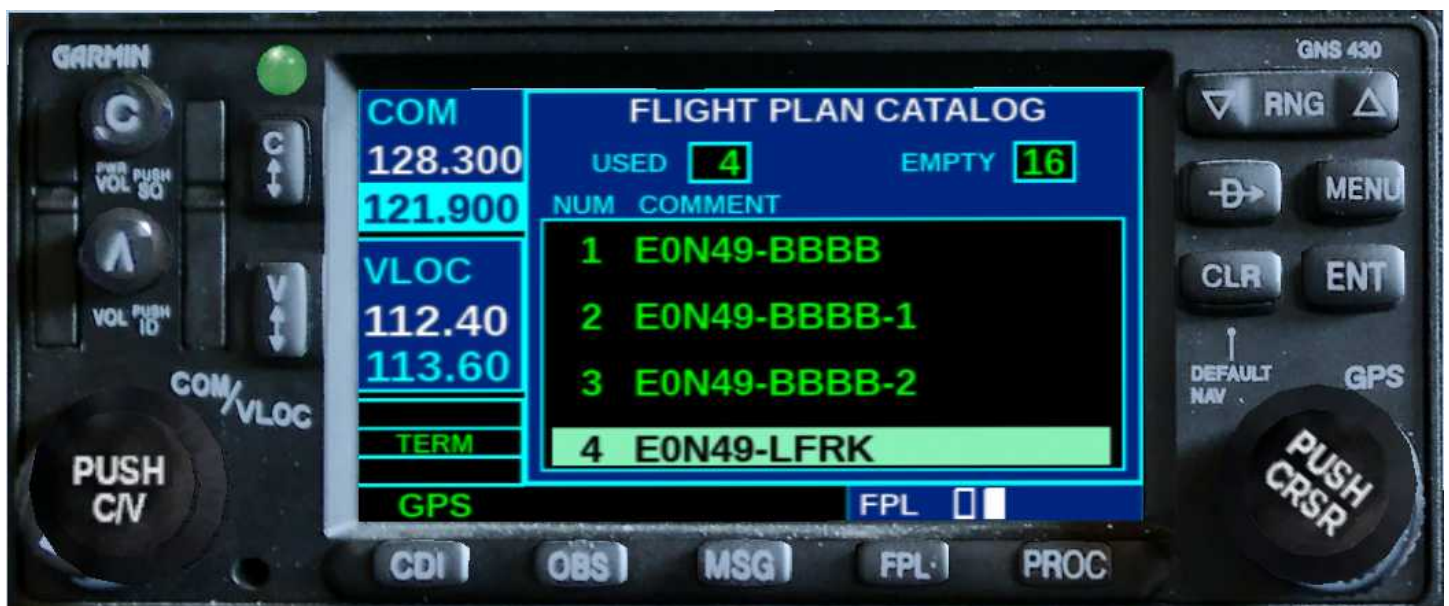 GARMIN
GNS 430
C
PWR
VOL
PUSH
SQ
C
VOL
PUSH
ID
V
COM/VLOC
PUSH
C/V
COM
128.300
121.900
VLOC
112.40
113.60
TERM
GPS
FLIGHT PLAN CATALOG
USED 4 EMPTY 16
NUM COMMENT
1 E0N49-BBBB
2 E0N49-BBBB-1
3 E0N49-BBBB-2
4 E0N49-LFRK
FPL
RNG
D
MENU
CLR
ENT
DEFAULT
NAV
GPS
PUSH
CRSR
CDI OBS MSG FPL PROC